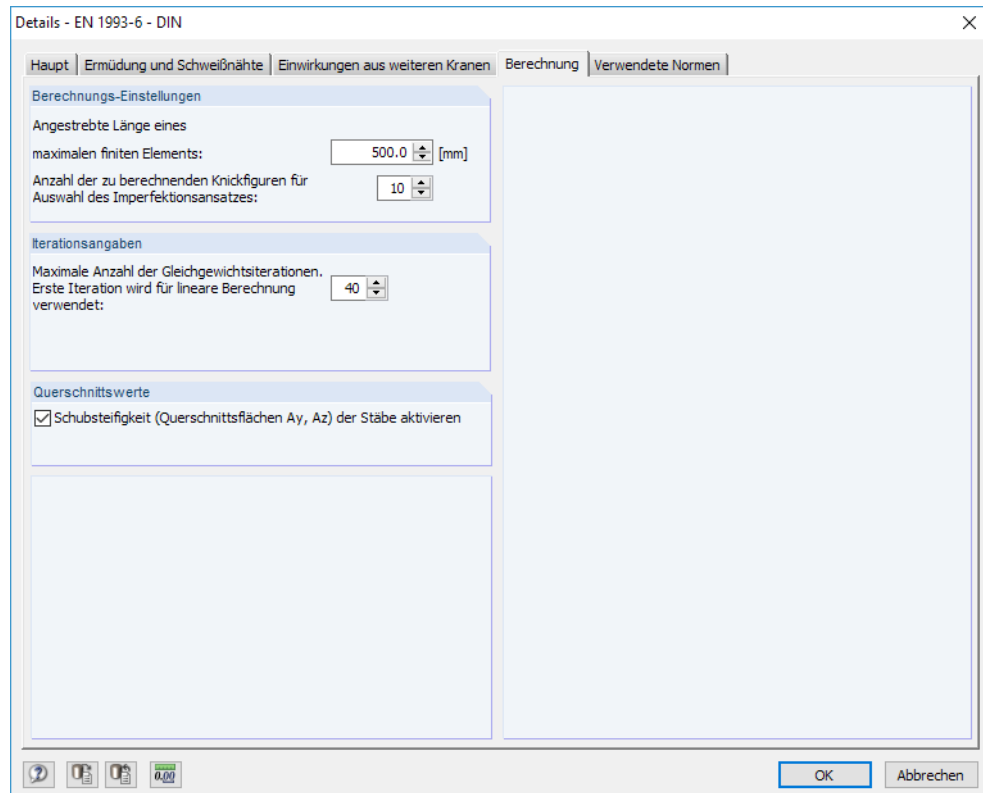 Details - EN 1993-6 - DIN
Haupt Ermüdung und Schweißnähte Einwirkungen aus weiteren Kranen Berechnung Verwendete Normen
Berechnungs-Einstellungen
Angestrebte Länge eines
maximalen finiten Elements: 500.0 [mm]
Anzahl der zu berechnenden Knickfiguren für
Auswahl des Imperfektionsansatzes: 10
Iterationsangaben
Maximale Anzahl der Gleichgewichtsiterationen.
Erste Iteration wird für lineare Berechnung 40
verwendet:
Querschnittswerte
Schubsteifigkeit (Querschnittsflächen Ay, Az) der Stäbe aktivieren
0.00 OK Abbrechen